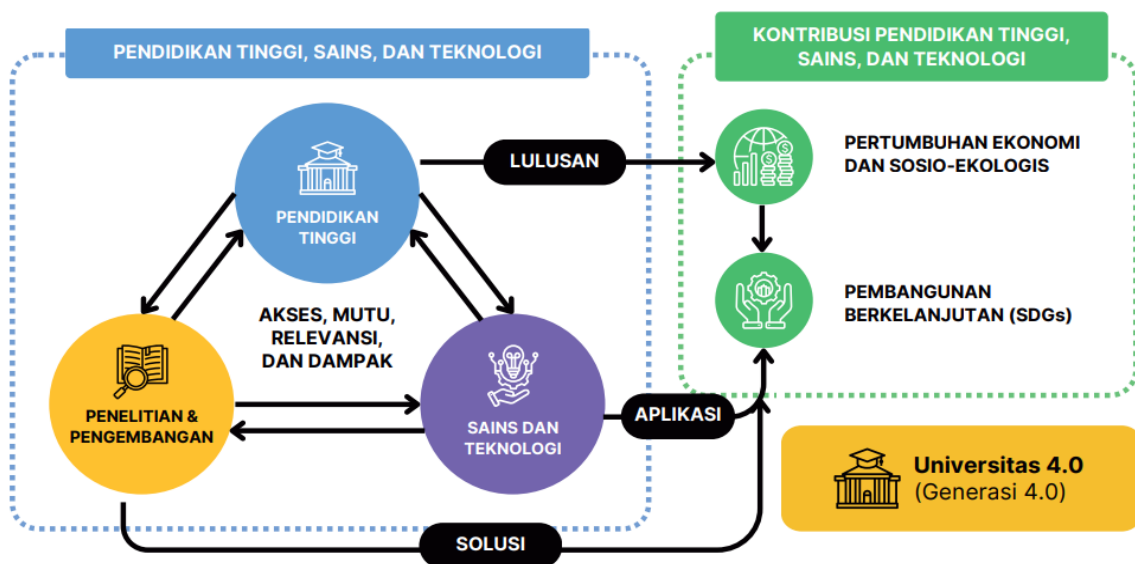 PENDIDIKAN TINGGI, SAINS, DAN TEKNOLOGI
KONTRIBUSI PENDIDIKAN TINGGI,
SAINS, DAN TEKNOLOGI
PENDIDIKAN
TINGGI
LULUSAN
PERTUMBUHAN EKONOMI
DAN SOSIO-EKOLOGIS
AKSES, MUTU,
RELEVANSI,
DAN DAMPAK
PEMBANGUNAN
BERKELANJUTAN (SDGs)
PENELITIAN &
PENGEMBANGAN
SAINS DAN
TEKNOLOGI
APLIKASI
Universitas 4.0
(Generasi 4.0)
SOLUSI